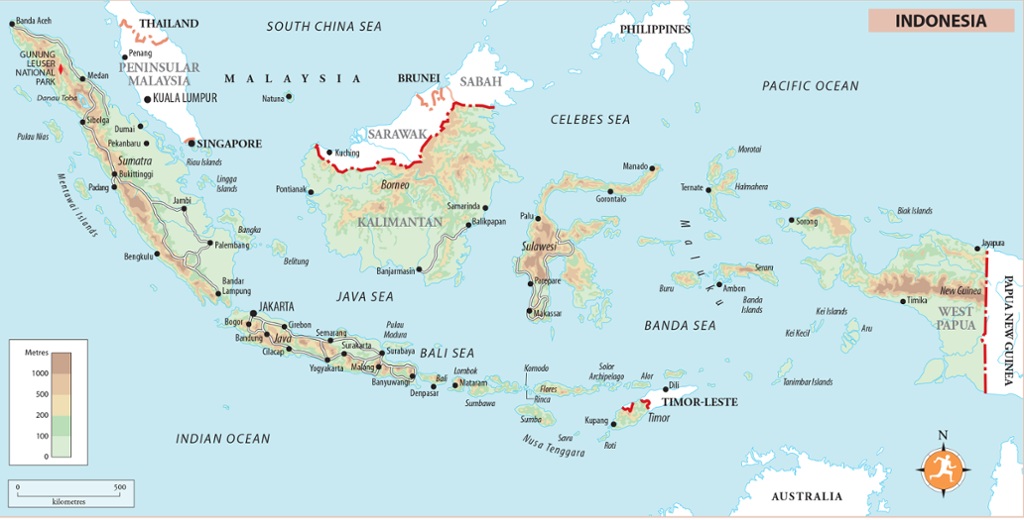 INDONESIA
Banda Aceh
THAILAND
SOUTH CHINA SEA
PHILIPPINES
Penang
GUNUNG
LEUSER
NATIONAL
PARK
PENINSULAR
MALAYSIA
Medan
MALAYSIA
BRUNEI
SABAH
PACIFIC OCEAN
Danau Toba
KUALA LUMPUR
Natuna
Sibolga
Dumai
CELEBES SEA
SARAWAK
Pulau Nias
Pekanbaru
SINGAPORE
Kuching
Morotai
Sumatra
Riau Islands
Bukittinggi
Manado
Padang
Lingga
Islands
Pontianak
Borneo
Gorontalo
Ternate
Halmahera
Mentawai Islands
Jambi
Samarinda
KALIMANTAN
Balikpapan
Palu
Maluku
Sorong
Biak Islands
Bangka
Palembang
Sulawesi
Jayapura
Bengkulu
Belitung
Banjarmasin
Seram
Parepare
Buru
Ambon
New Guinea
Bandar
Lampung
JAVA SEA
Banda
Islands
Timika
JAKARTA
Makassar
Kei Islands
WEST
PAPUA
PAPUA NEW GUINEA
Bogor
Cirebon
Pulau
Madura
BANDA SEA
Kei Kecil
Aru
Bandung
Java
Semarang
Surakarta
Surabaya
BALI SEA
Cilacap
Yogyakarta
Malang
Banyuwangi
Bali
Lombok
Mataram
Komodo
Solor
Archipelago
Alor
Tanimbar Islands
Denpasar
Sumbawa
Rinca
Flores
Dili
TIMOR-LESTE
Sumba
Kupang
Timor
Nusa Tenggara
Savu
Roti
INDIAN OCEAN
AUSTRALIA
N
Metres
1000
500
200
100
0
0 500
kilometres